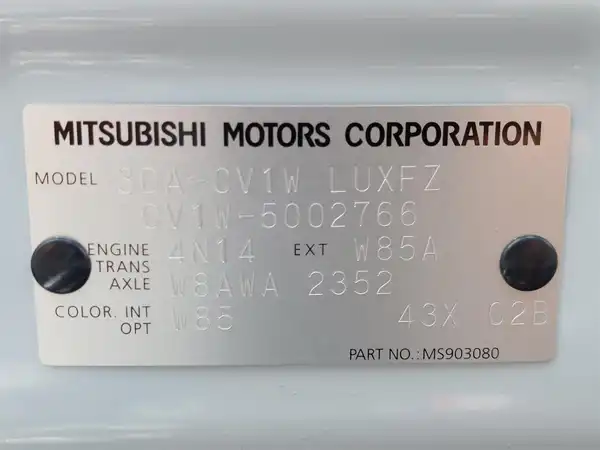 MITSUBISHI MOTORS CORPORATION
MODEL 3DA-CV1W LUXFZ
CV1W-5002766
ENGINE 4N14 EXT W85A
TRANS
AXLE W8AWA 2352
COLOR. INT W85 43X C2B
OPT
PART NO.:MS903080